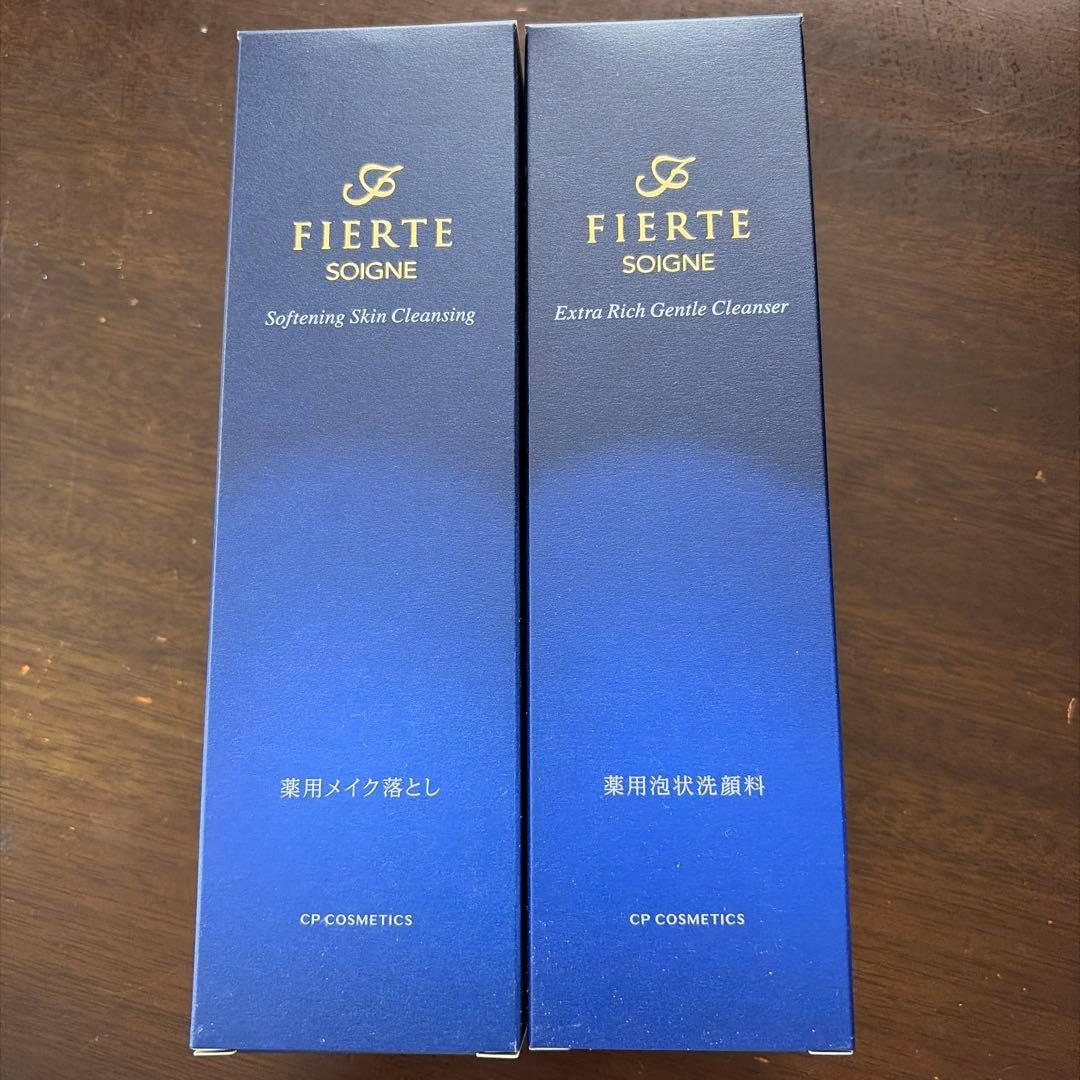 FIERTE
SOIGNE
Softening Skin Cleansing
薬用メイク落とし
CP COSMETICS
FIERTE
SOIGNE
Extra Rich Gentle Cleanser
薬用泡状洗顔料
CP COSMETICS